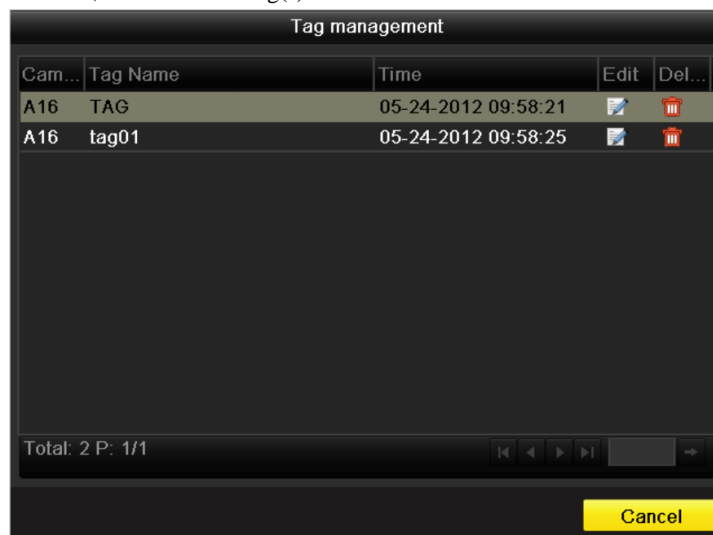 Tag management
Cam... Tag Name Time Edit Del...
A16 TAG 05-24-2012 09:58:21
A16 tag01 05-24-2012 09:58:25
Total: 2 P: 1/1
Cancel